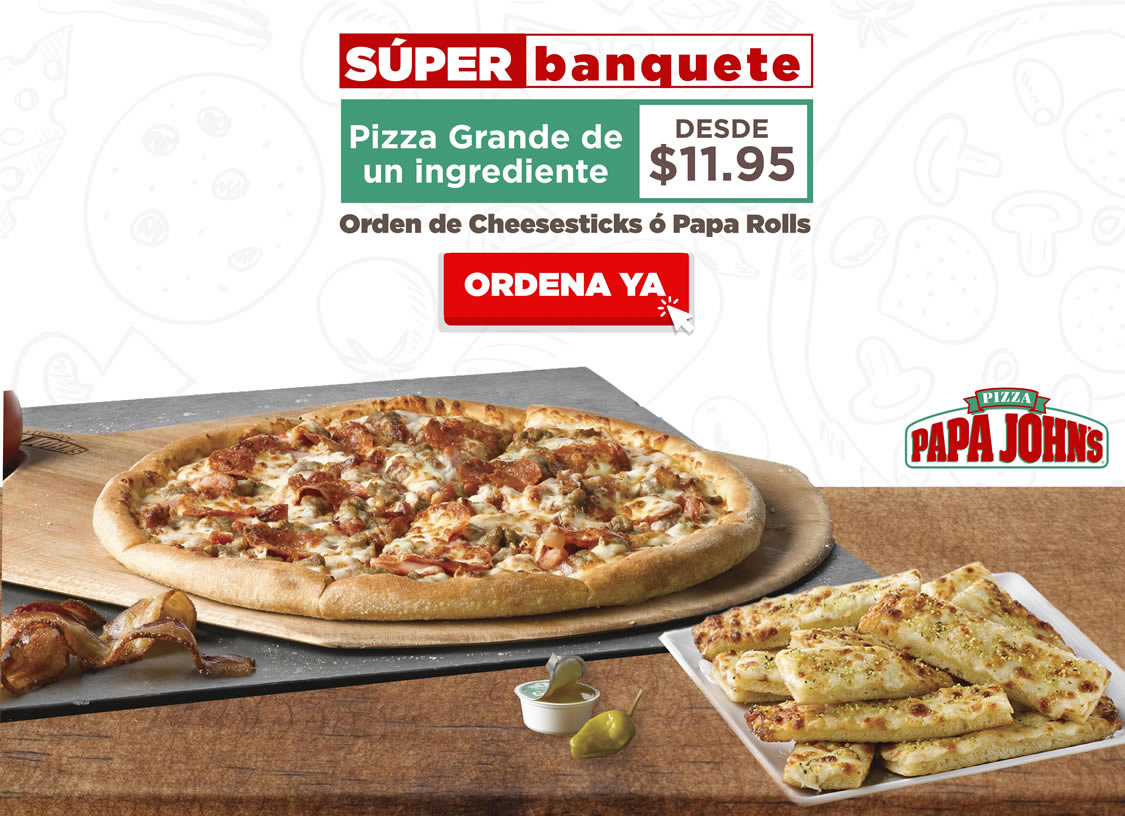 SÚPER banquete
Pizza Grande de
un ingrediente
DESDE
$11.95
Orden de Cheesesticks ó Papa Rolls
ORDENA YA
PIZZA
PAPA JOHN'S